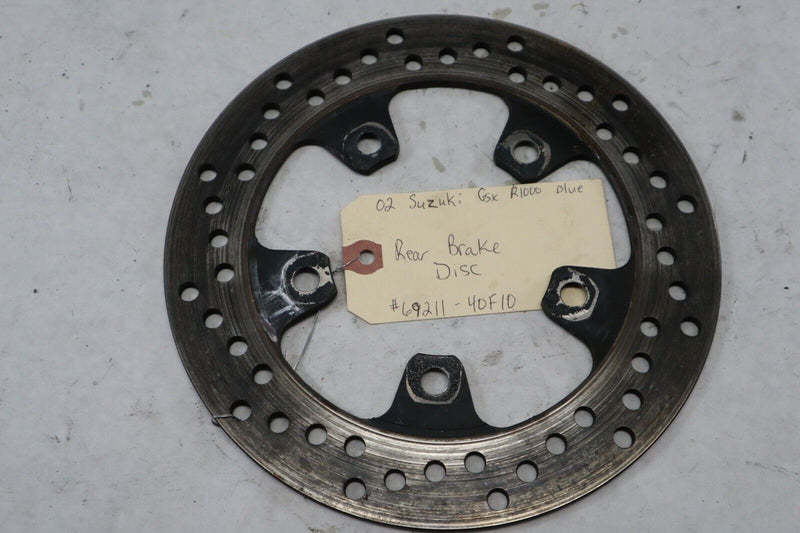 02 Suzuki Gsx R1000 Blue
Rear Brake
Disc
#69211-40F10